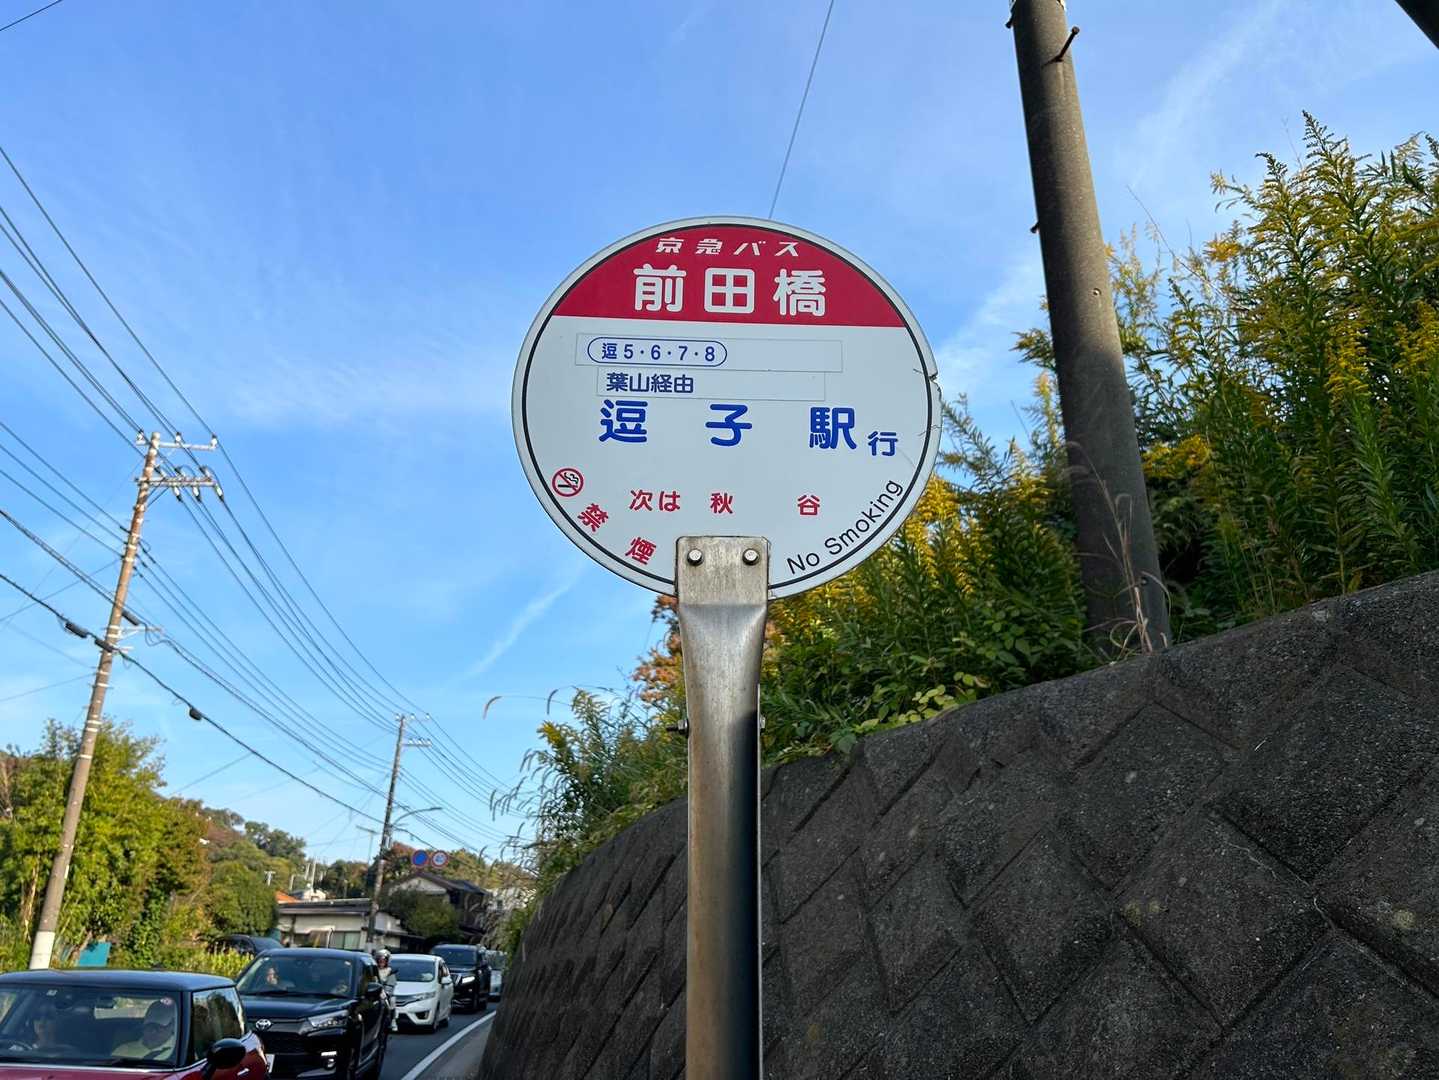 京急バス
前田橋
逗5・6・7・8
葉山経由
逗子駅行
次は 秋谷
禁煙
No Smoking